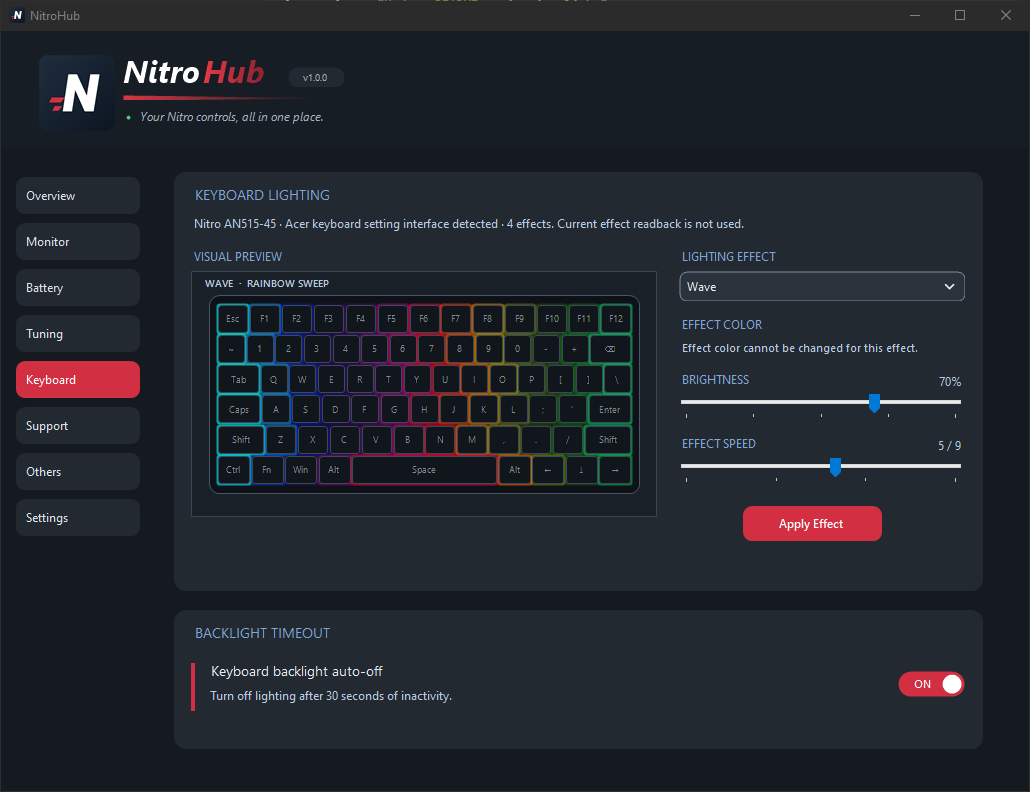 NitroHub
N
NitroHub
v1.0.0
Your Nitro controls, all in one place.
Overview
Monitor
Battery
Tuning
Keyboard
Support
Others
Settings
KEYBOARD LIGHTING
Nitro AN515-45 · Acer keyboard setting interface detected · 4 effects. Current effect readback is not used.
VISUAL PREVIEW
WAVE · RAINBOW SWEEP
Esc F1 F2 F3 F4 F5 F6 F7 F8 F9 F10 F11 F12
~ 1 2 3 4 5 6 7 8 9 0 - + ⌫
Tab Q W E R T Y U I O P [ ] \
Caps A S D F G H J K L ; ' Enter
Shift Z X C V B N M , . / Shift
Ctrl Fn Win Alt Space Alt ← ↓ →
LIGHTING EFFECT
Wave
EFFECT COLOR
Effect color cannot be changed for this effect.
BRIGHTNESS 70%
EFFECT SPEED 5 / 9
Apply Effect
BACKLIGHT TIMEOUT
Keyboard backlight auto-off
Turn off lighting after 30 seconds of inactivity.
ON